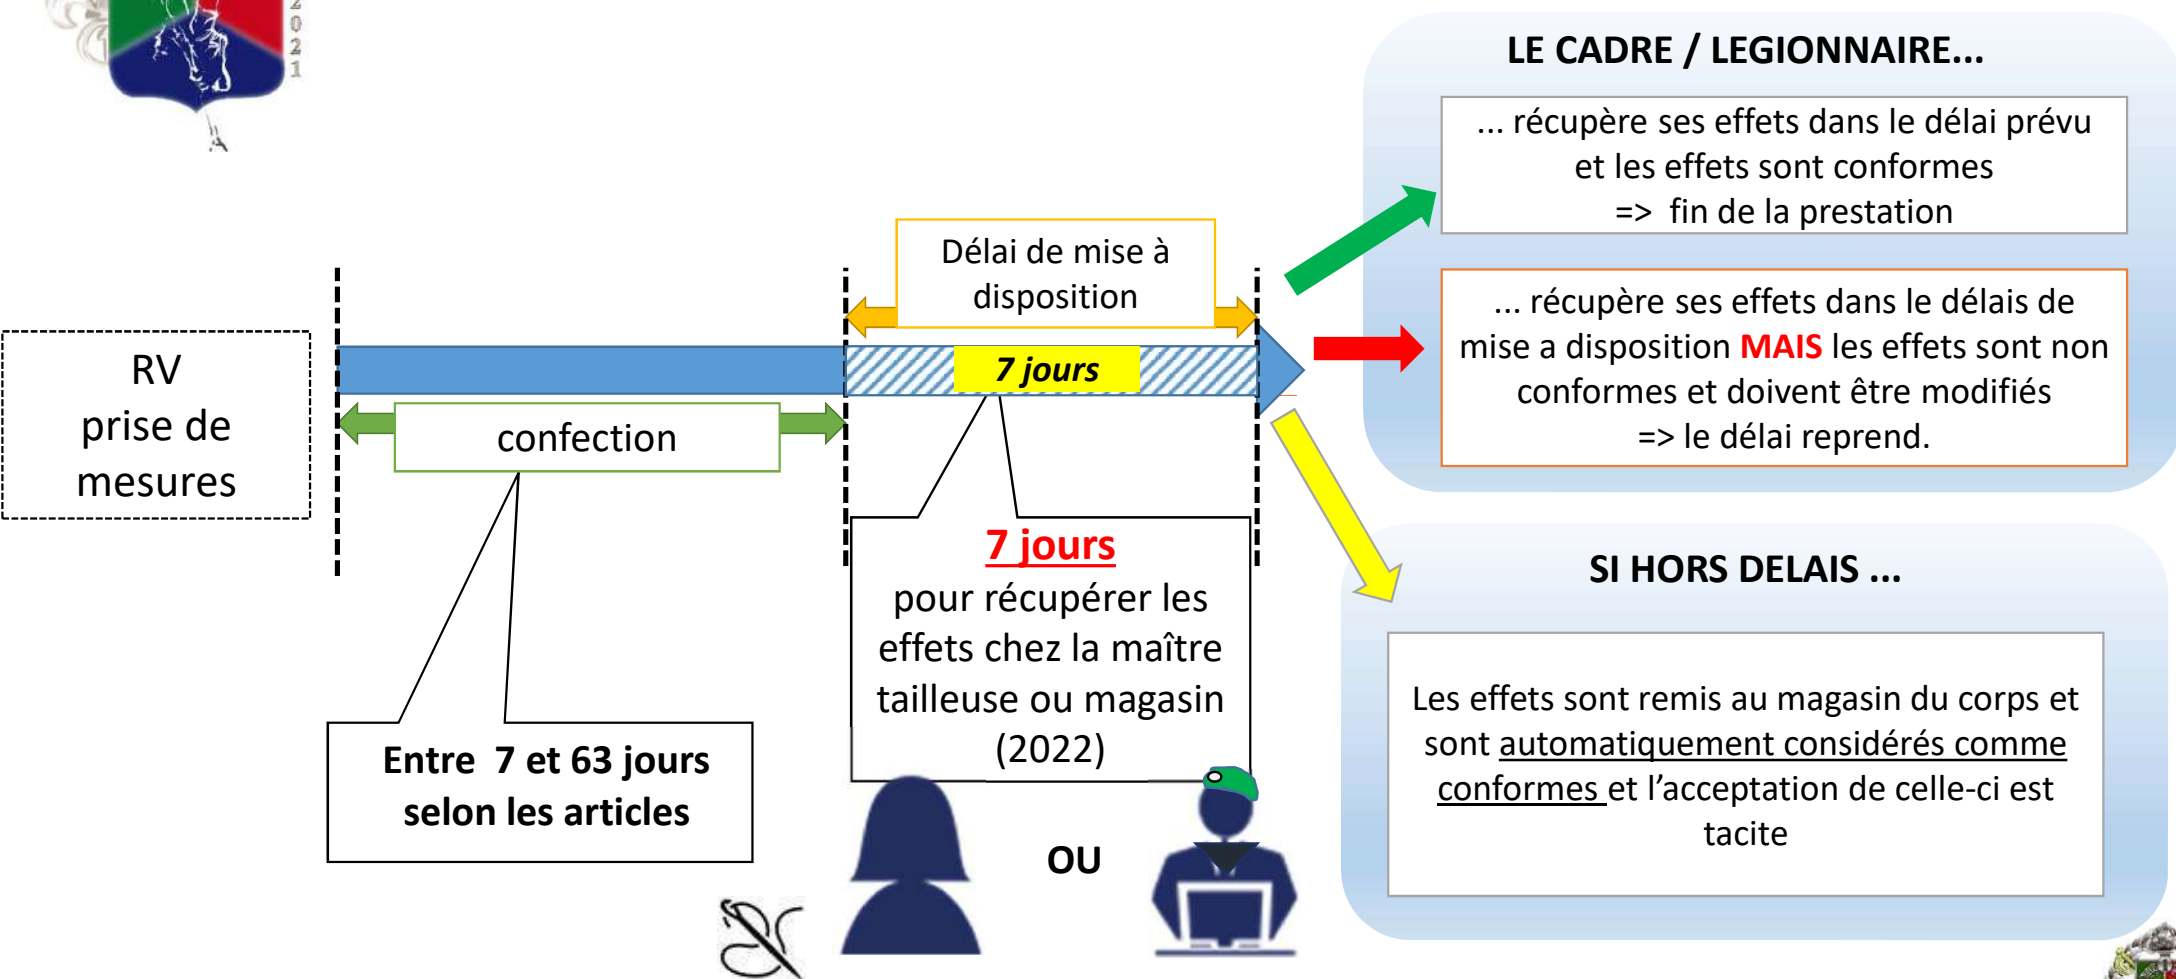 2
0
2
1
LE CADRE / LEGIONNAIRE...
... récupère ses effets dans le délai prévu
et les effets sont conformes
=> fin de la prestation
... récupère ses effets dans le délais de
mise a disposition MAIS les effets sont non
conformes et doivent être modifiés
=> le délai reprend.
Délai de mise à
disposition
7 jours
RV
prise de
mesures
confection
7 jours
pour récupérer les
effets chez la maître
tailleuse ou magasin
(2022)
Entre 7 et 63 jours
selon les articles
OU
SI HORS DELAIS ...
Les effets sont remis au magasin du corps et
sont automatiquement considérés comme
conformes et l’acceptation de celle-ci est
tacite